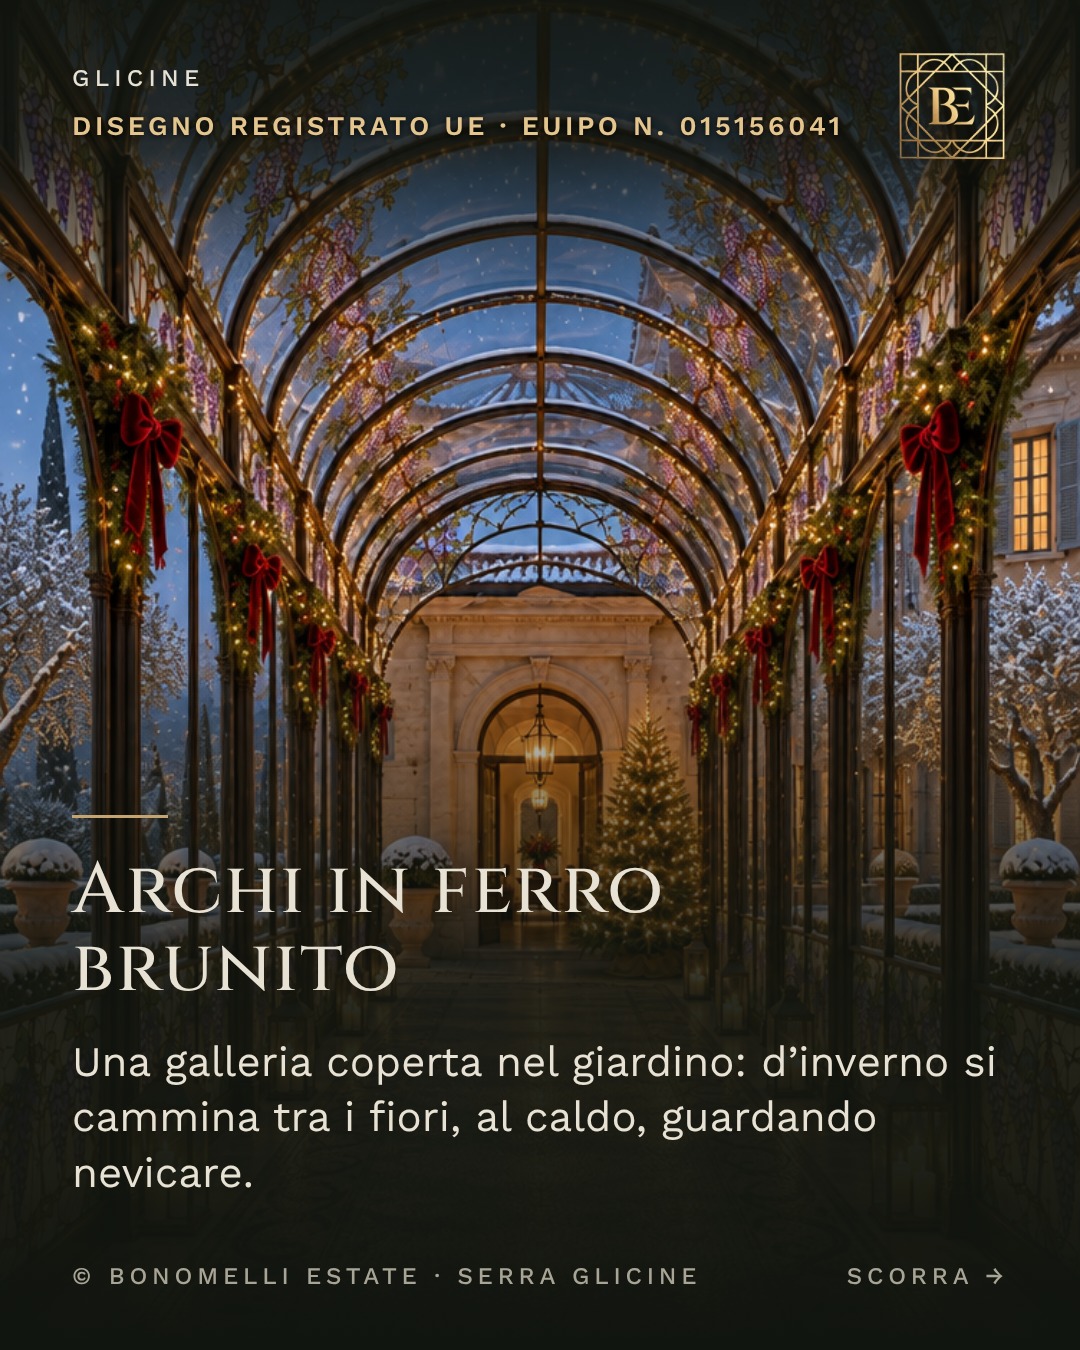 GLICINE
DISEGNO REGISTRATO UE · EUIPO N. 015156041
BE
ARCHI IN FERRO
BRUNITO
Una galleria coperta nel giardino: d’inverno si
cammina tra i fiori, al caldo, guardando
nevicare.
© BONOMELLI ESTATE · SERRA GLICINE
SCORRA →